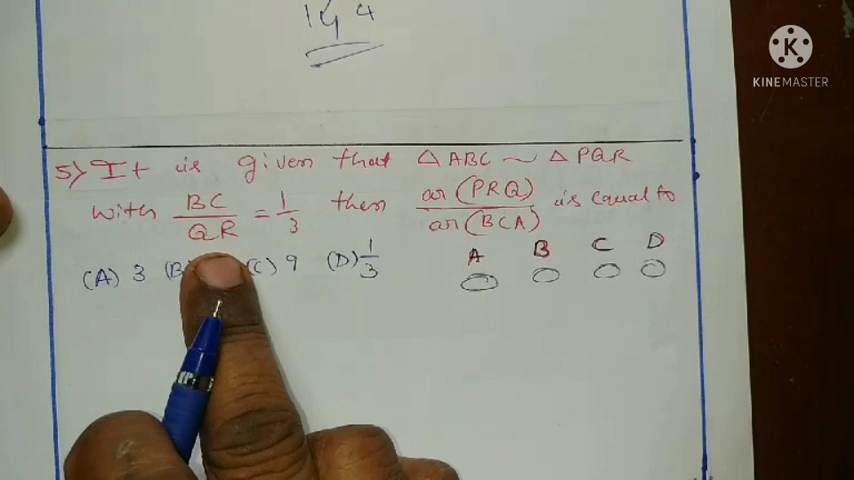 194
5) It is given that △ ABC ~ △ PQR
with BC/QR = 1/3 then ar(PRQ)/ar(BCA) is equal to
(A) 3 (B) (C) 9 (D) 1/3
A B C D
K
KINEMASTER